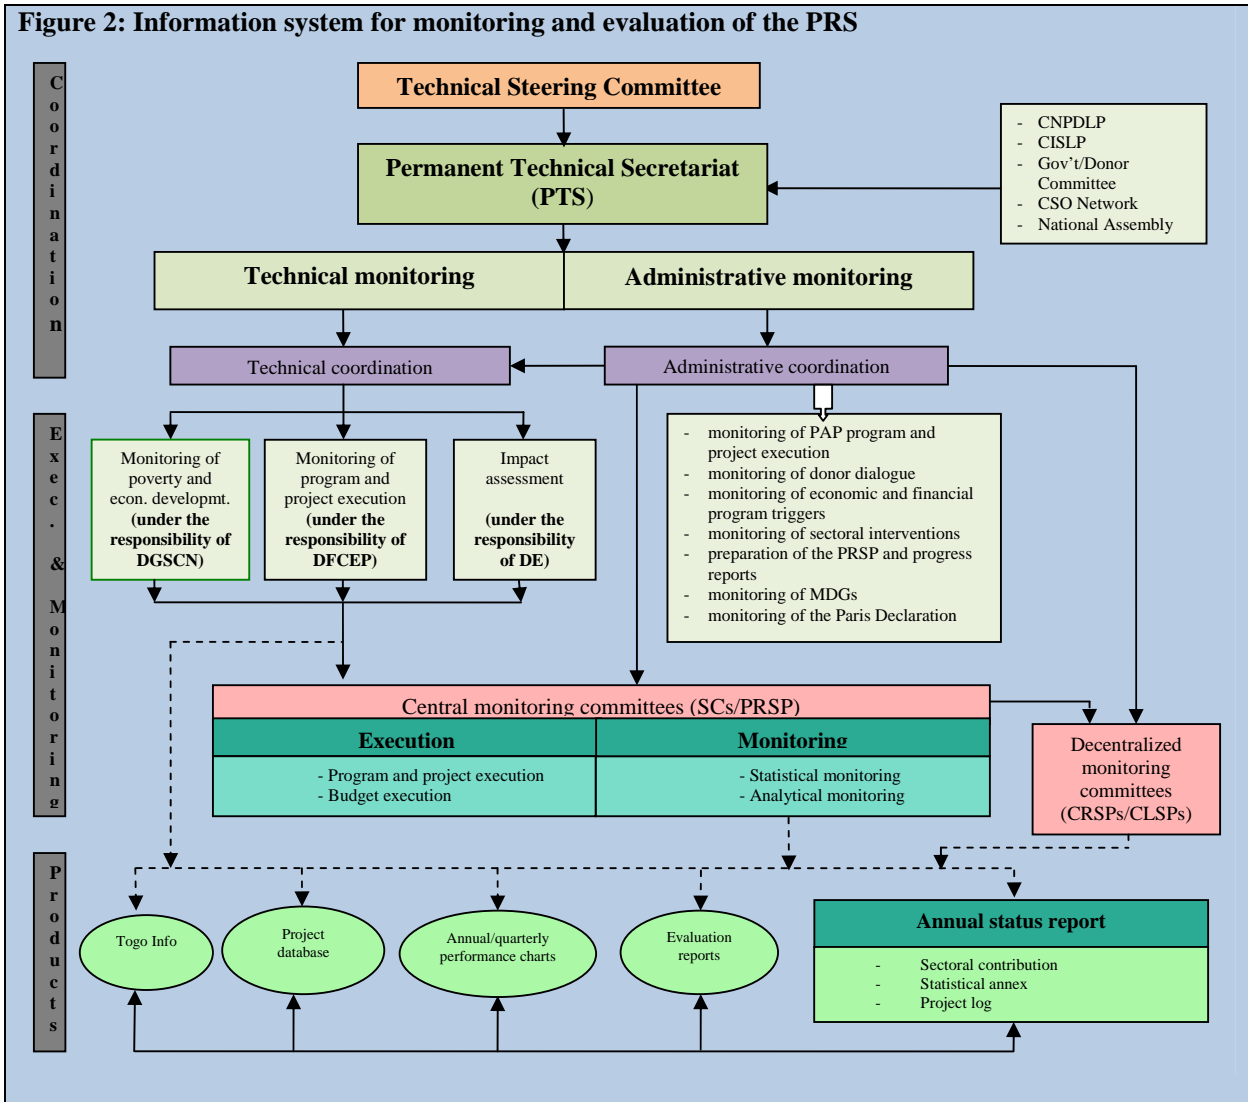 Figure 2: Information system for monitoring and evaluation of the PRS
Coordination
Technical Steering Committee
- CNPDLP
- CISLP
- Gov't/Donor
Committee
- CSO Network
- National Assembly
Permanent Technical Secretariat
(PTS)
Technical monitoring
Administrative monitoring
Technical coordination
Administrative coordination
Exec. & Monitoring
Monitoring of
poverty and
econ. developmt.
(under the
responsibility of
DGSCN)
Monitoring of
program and
project execution
(under the
responsibility of
DFCEP)
Impact
assessment
(under the
responsibility
of DE)
- monitoring of PAP program and
project execution
- monitoring of donor dialogue
- monitoring of economic and financial
program triggers
- monitoring of sectoral interventions
- preparation of the PRSP and progress
reports
- monitoring of MDGs
- monitoring of the Paris Declaration
Central monitoring committees (SCs/PRSP)
Execution
Monitoring
- Program and project execution
- Budget execution
- Statistical monitoring
- Analytical monitoring
Decentralized
monitoring
committees
(CRSPs/CLSPs)
Products
Togo Info
Project
database
Annual/quarterly
performance charts
Evaluation
reports
Annual status report
- Sectoral contribution
- Statistical annex
- Project log